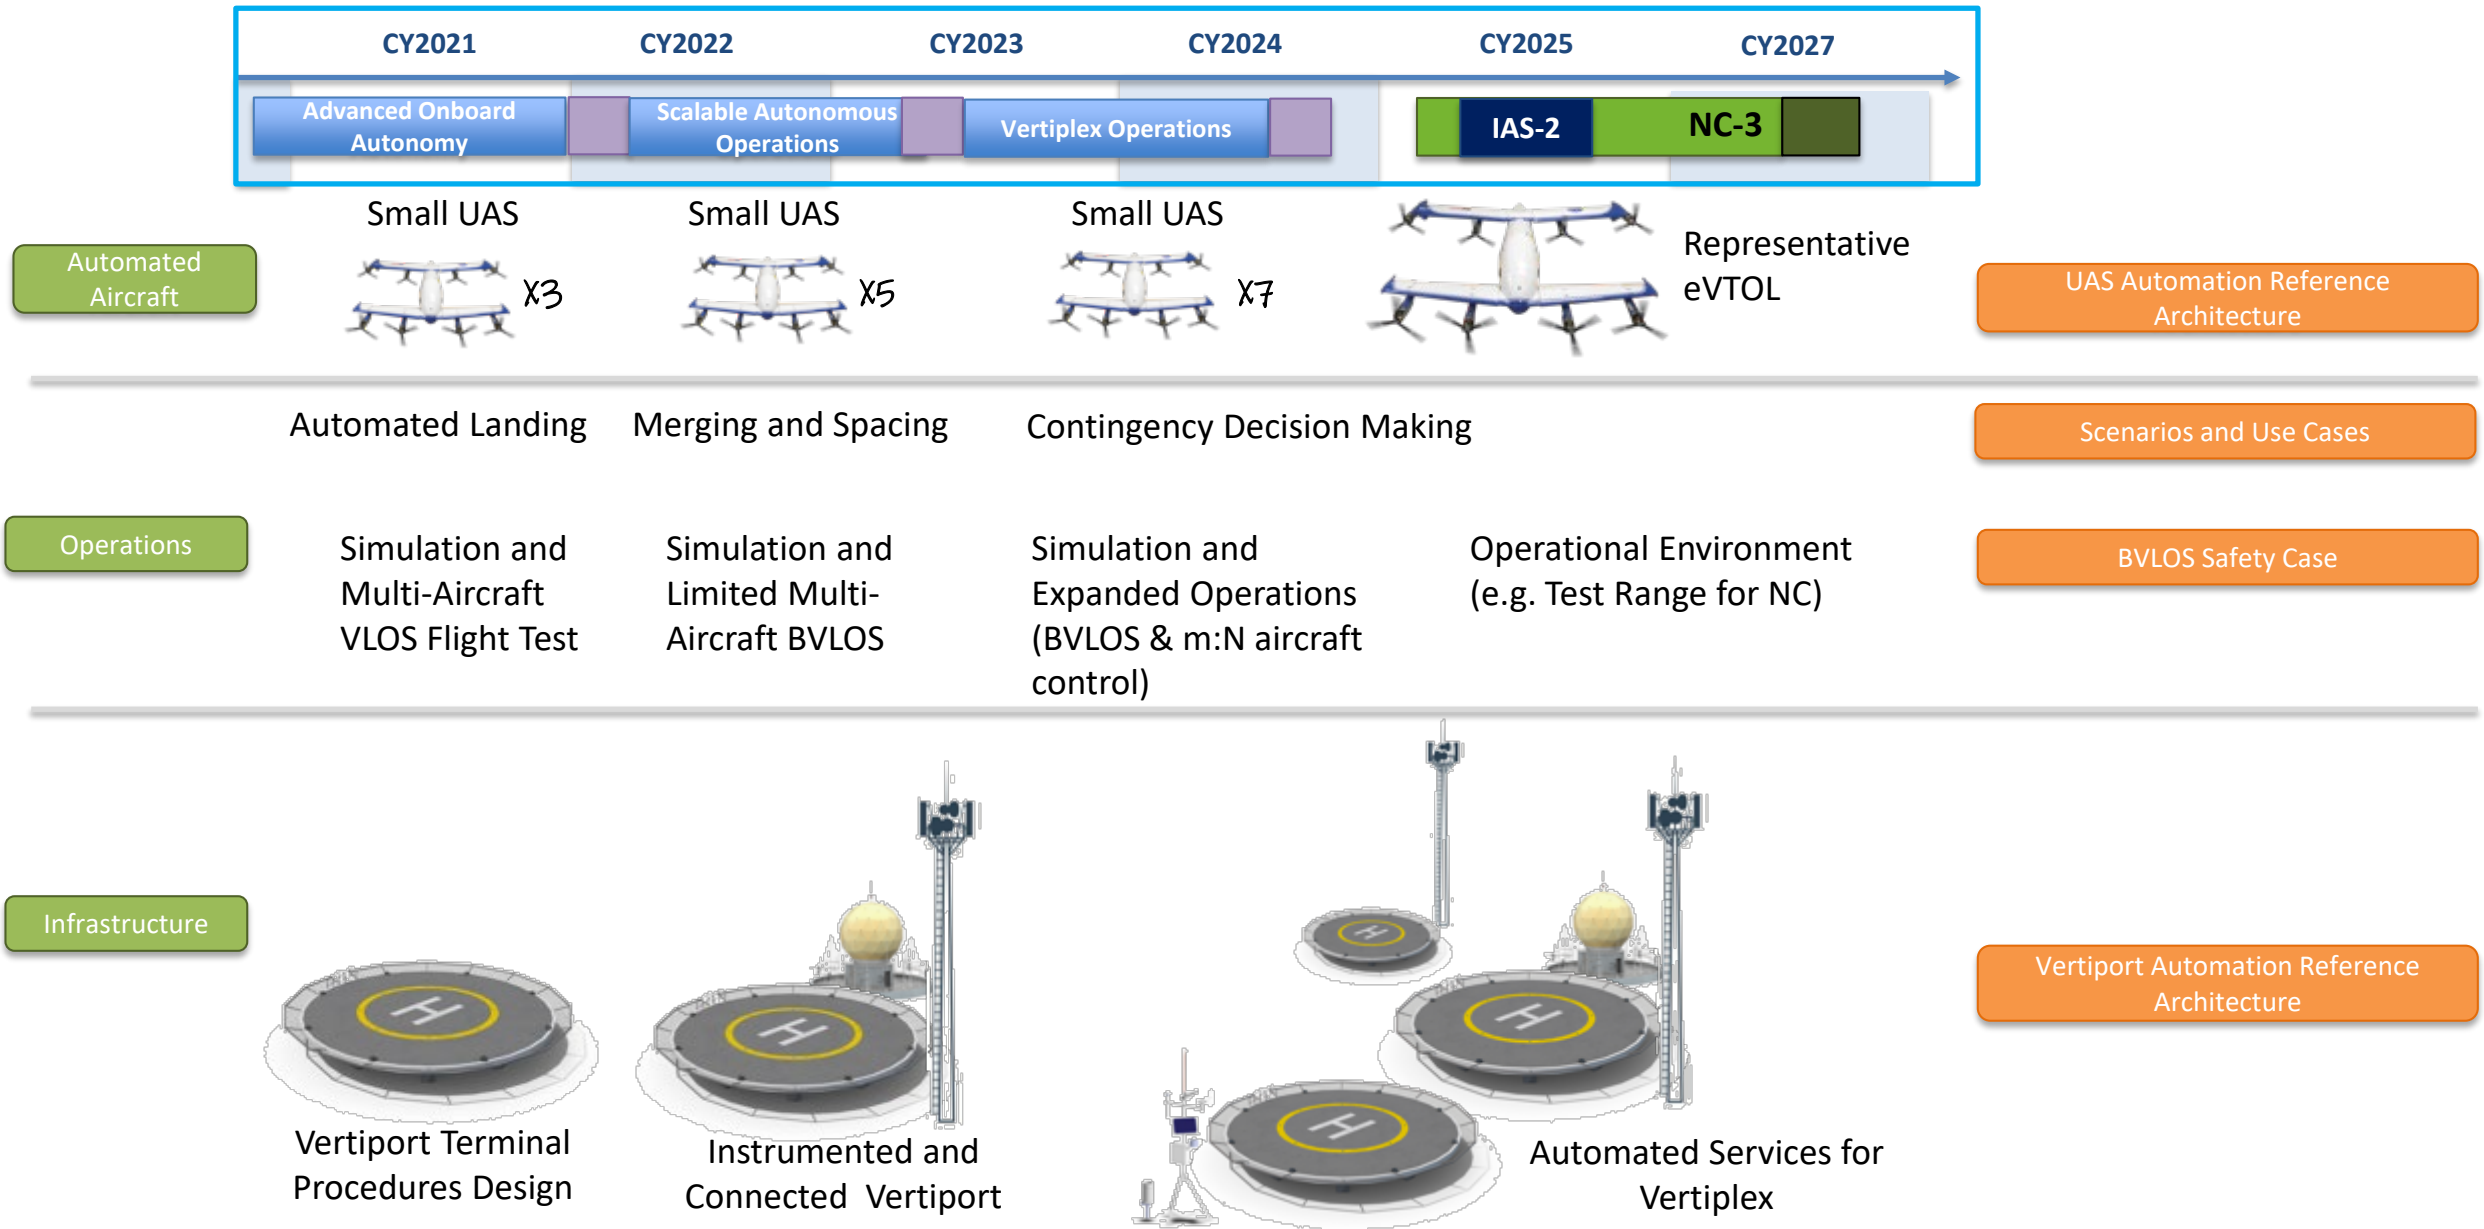 CY2021 CY2022 CY2023 CY2024 CY2025 CY2027
Advanced Onboard
Autonomy
Scalable Autonomous
Operations
Vertiplex Operations
IAS-2
NC-3
Automated
Aircraft
Small UAS
X3
Small UAS
X5
Small UAS
X7
Representative
eVTOL
UAS Automation Reference
Architecture
Automated Landing
Merging and Spacing
Contingency Decision Making
Scenarios and Use Cases
Operations
Simulation and
Multi-Aircraft
VLOS Flight Test
Simulation and
Limited Multi-
Aircraft BVLOS
Simulation and
Expanded Operations
(BVLOS & m:N aircraft
control)
Operational Environment
(e.g. Test Range for NC)
BVLOS Safety Case
Infrastructure
H
H
H
H
H
Vertiport Terminal
Procedures Design
Instrumented and
Connected Vertiport
Automated Services for
Vertiplex
Vertiport Automation Reference
Architecture